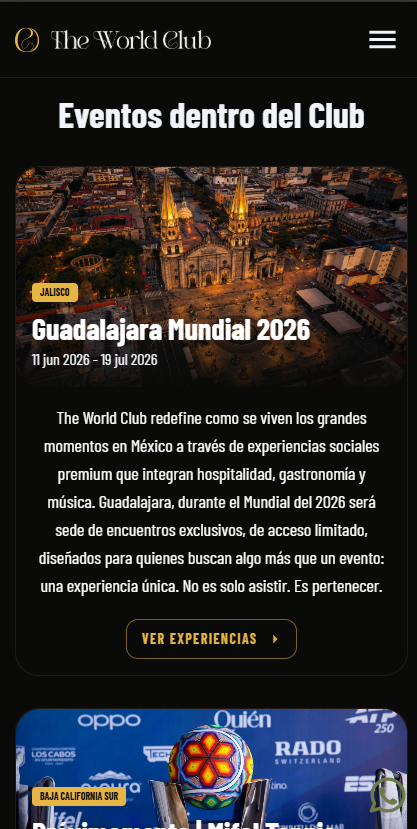 The World Club
Eventos dentro del Club
JALISCO
Guadalajara Mundial 2026
11 jun 2026 - 19 jul 2026
The World Club redefine como se viven los grandes
momentos en México a través de experiencias sociales
premium que integran hospitalidad, gastronomía y
música. Guadalajara, durante el Mundial del 2026 será
sede de encuentros exclusivos, de acceso limitado,
diseñados para quienes buscan algo más que un evento:
una experiencia única. No es solo asistir. Es pertenecer.
VER EXPERIENCIAS
oppo
Quién
ATP
250
LOS CABOS
TECH
RADO
SWITZERLAND
BAJA CALIFORNIA SUR